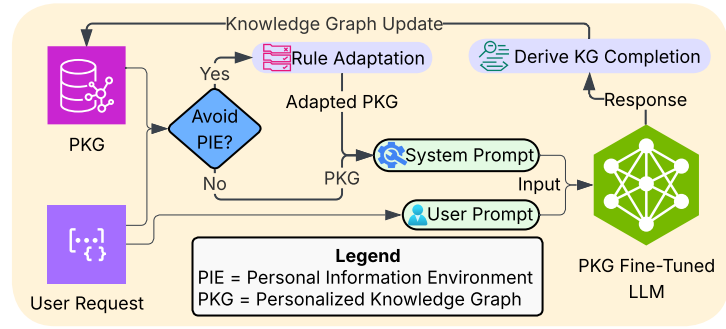 Knowledge Graph Update
Yes
Rule Adaptation
Derive KG Completion
Avoid
PIE?
Adapted PKG
Response
PKG
No
PKG
System Prompt
Input
User Prompt
User Request
PKG Fine-Tuned
LLM
Legend
PIE = Personal Information Environment
PKG = Personalized Knowledge Graph